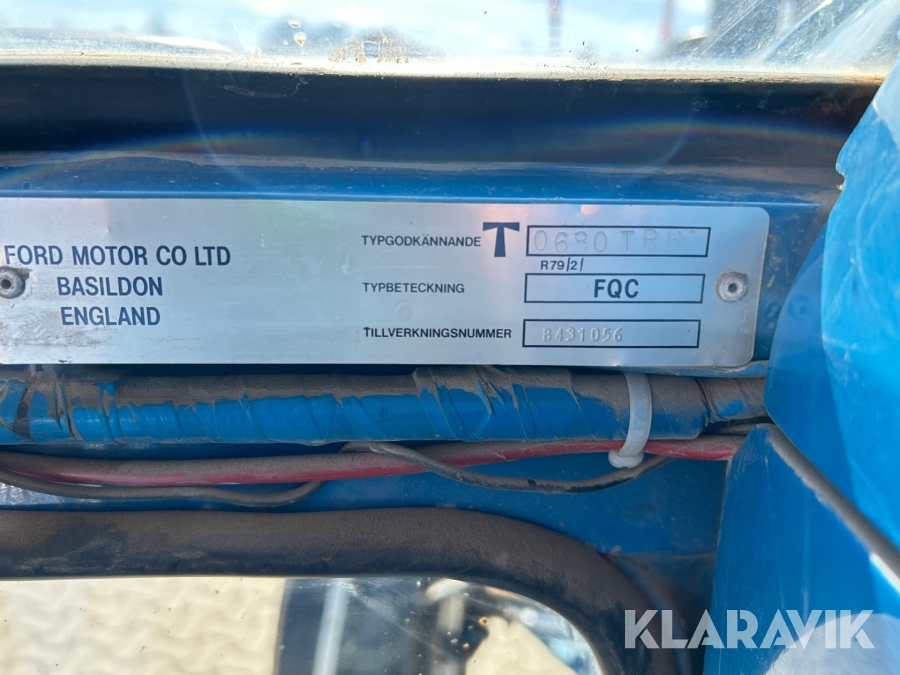 FORD MOTOR CO LTD
BASILDON
ENGLAND
TYPGODKÄNNANDE T
R79/2/
TYPBETECKNING FQC
TILLVERKNINGSNUMMER B431056
KLARAVIK